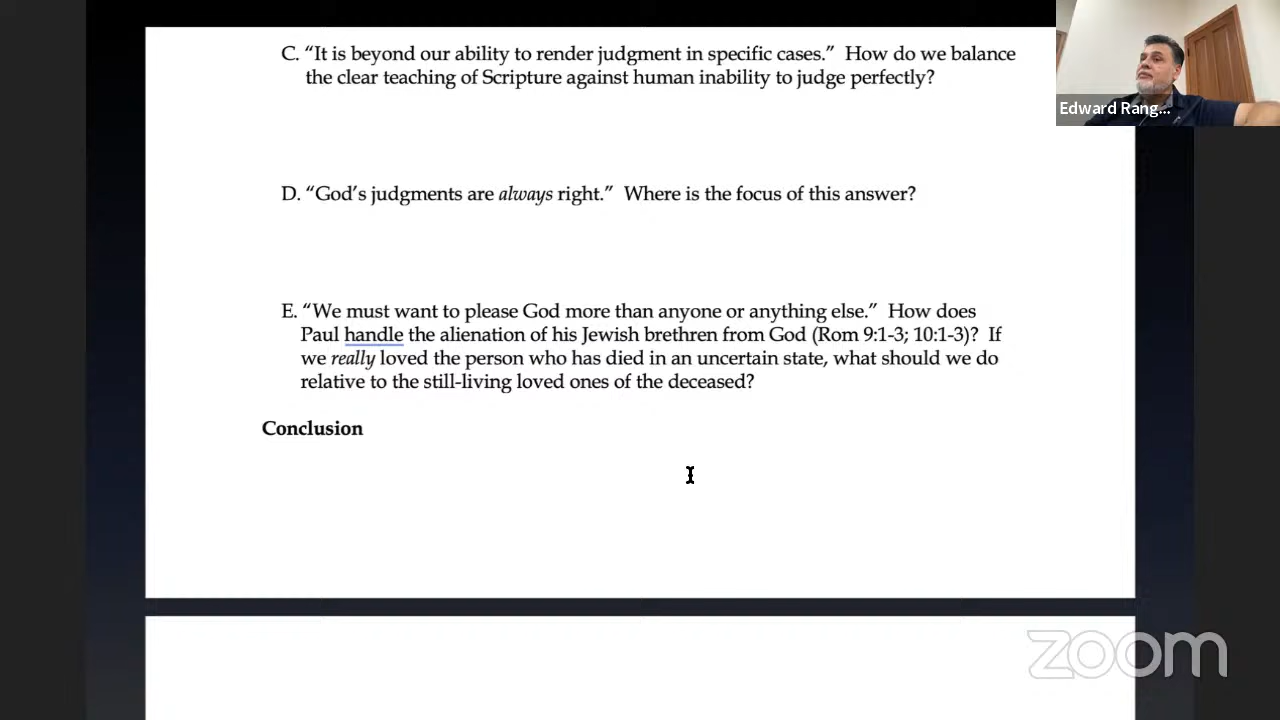 C. “It is beyond our ability to render judgment in specific cases.”  How do we balance
the clear teaching of Scripture against human inability to judge perfectly?
Edward Rang...
D. “God’s judgments are always right.”  Where is the focus of this answer?
E. “We must want to please God more than anyone or anything else.”  How does
Paul handle the alienation of his Jewish brethren from God (Rom 9:1-3; 10:1-3)?  If
we really loved the person who has died in an uncertain state, what should we do
relative to the still-living loved ones of the deceased?
Conclusion
zoom